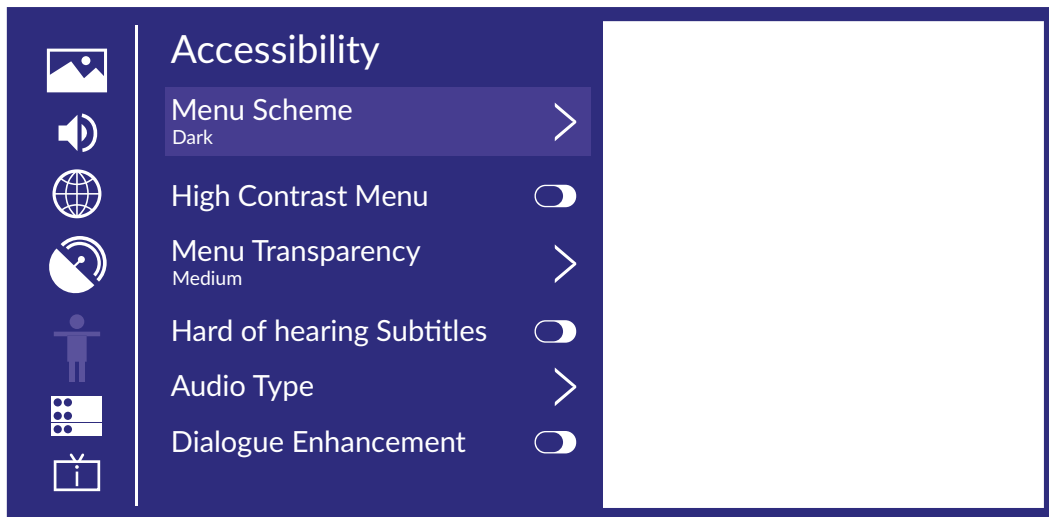 Accessibility
Menu Scheme
Dark
High Contrast Menu
Menu Transparency
Medium
Hard of hearing Subtitles
Audio Type
Dialogue Enhancement
i